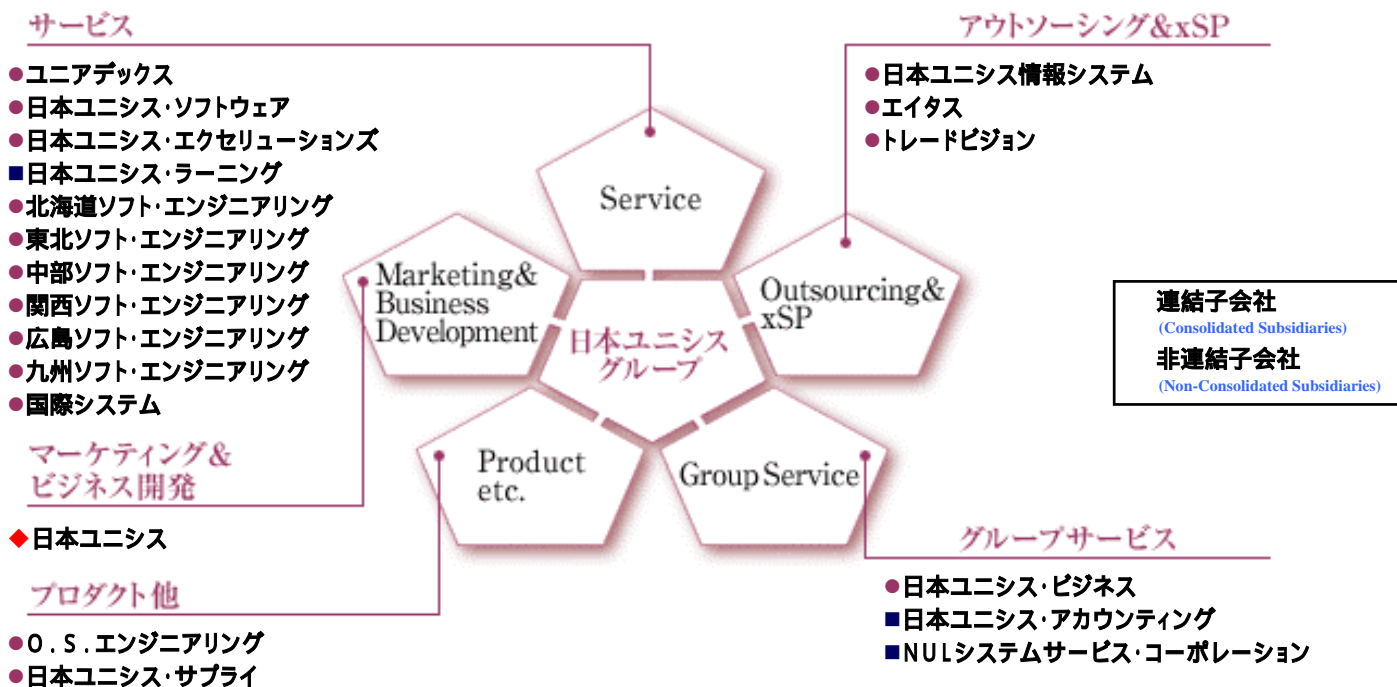 サービス
●ユニアデックス
●日本ユニシス・ソフトウェア
●日本ユニシス・エクセリューションズ
■日本ユニシス・ラーニング
●北海道ソフト・エンジニアリング
●東北ソフト・エンジニアリング
●中部ソフト・エンジニアリング
●関西ソフト・エンジニアリング
●広島ソフト・エンジニアリング
●九州ソフト・エンジニアリング
●国際システム
マーケティング&
ビジネス開発
◆日本ユニシス
プロダクト他
●O.S.エンジニアリング
●日本ユニシス・サプライ
Service
Marketing&
Business
Development
日本ユニシス
グループ
Outsourcing&
xSP
Product
etc.
Group Service
アウトソーシング&xSP
●日本ユニシス情報システム
●エイタス
●トレードビジョン
連結子会社
(Consolidated Subsidiaries)
非連結子会社
(Non-Consolidated Subsidiaries)
グループサービス
●日本ユニシス・ビジネス
■日本ユニシス・アカウンティング
■NULシステムサービス・コーポレーション